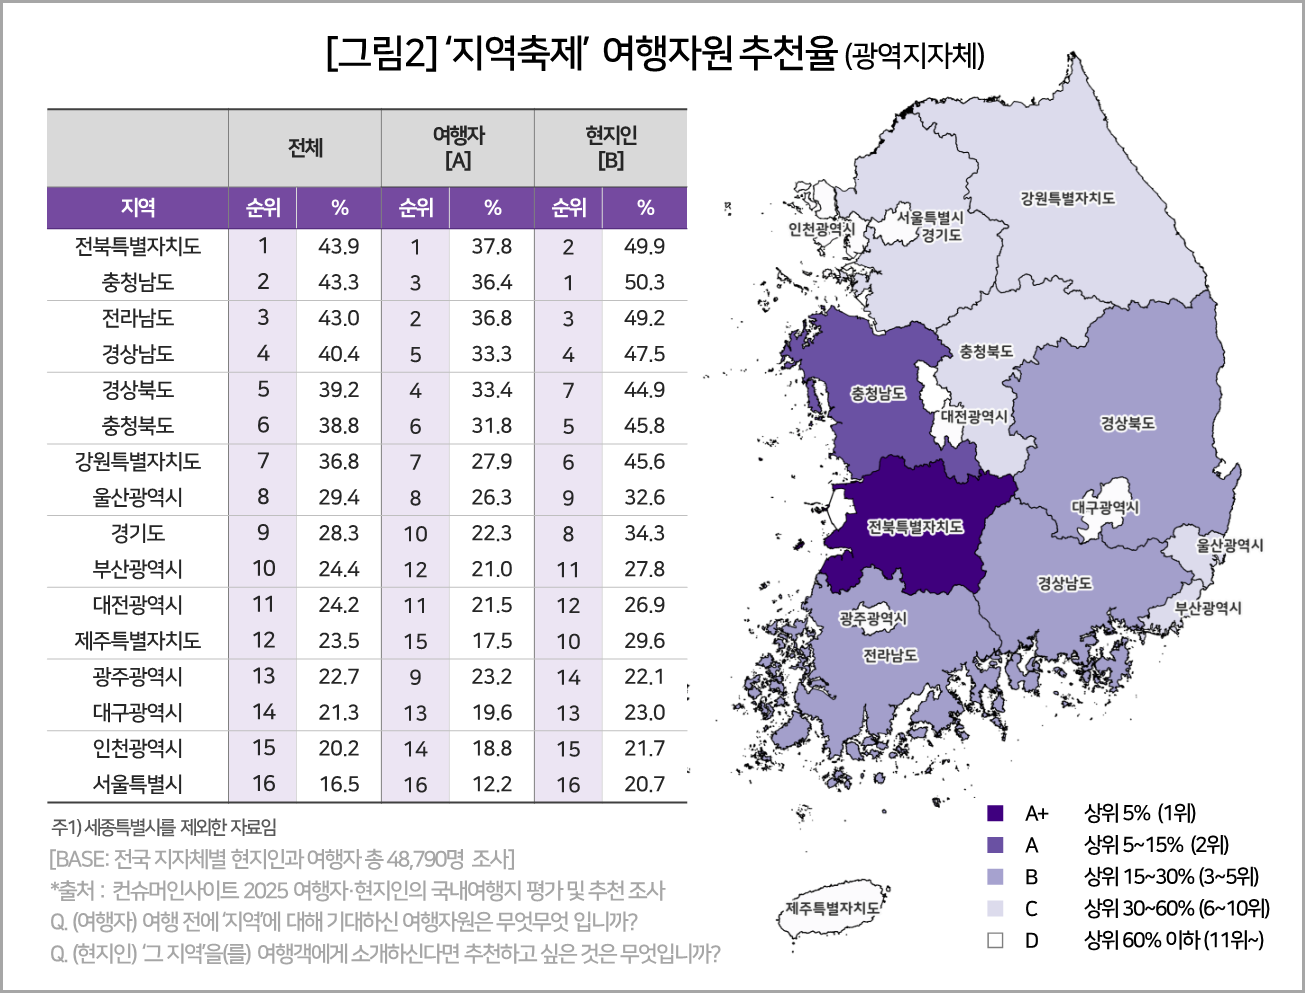 [그림2] ‘지역축제’ 여행자원 추천율 (광역지자체)
전체 여행자 [A] 현지인 [B]
지역 순위 % 순위 % 순위 %
전북특별자치도 1 43.9 1 37.8 2 49.9
충청남도 2 43.3 3 36.4 1 50.3
전라남도 3 43.0 2 36.8 3 49.2
경상남도 4 40.4 5 33.3 4 47.5
경상북도 5 39.2 4 33.4 7 44.9
충청북도 6 38.8 6 31.8 5 45.8
강원특별자치도 7 36.8 7 27.9 6 45.6
울산광역시 8 29.4 8 26.3 9 32.6
경기도 9 28.3 10 22.3 8 34.3
부산광역시 10 24.4 12 21.0 11 27.8
대전광역시 11 24.2 11 21.5 12 26.9
제주특별자치도 12 23.5 15 17.5 10 29.6
광주광역시 13 22.7 9 23.2 14 22.1
대구광역시 14 21.3 13 19.6 13 23.0
인천광역시 15 20.2 14 18.8 15 21.7
서울특별시 16 16.5 16 12.2 16 20.7
주1) 세종특별시를 제외한 자료임
[BASE: 전국 지자체별 현지인과 여행자 총 48,790명 조사]
*출처 : 컨슈머인사이트 2025 여행자·현지인의 국내여행지 평가 및 추천 조사
Q. (여행자) 여행 전에 ‘지역’에 대해 기대하신 여행자원은 무엇무엇 입니까?
Q. (현지인) ‘그 지역’을(를) 여행객에게 소개하신다면 추천하고 싶은 것은 무엇입니까?
강원특별자치도
서울특별시
인천광역시
경기도
충청북도
충청남도
대전광역시
경상북도
대구광역시
전북특별자치도
울산광역시
경상남도
부산광역시
광주광역시
전라남도
제주특별자치도
A+ 상위 5% (1위)
A 상위 5~15% (2위)
B 상위 15~30% (3~5위)
C 상위 30~60% (6~10위)
D 상위 60% 이하 (11위~)